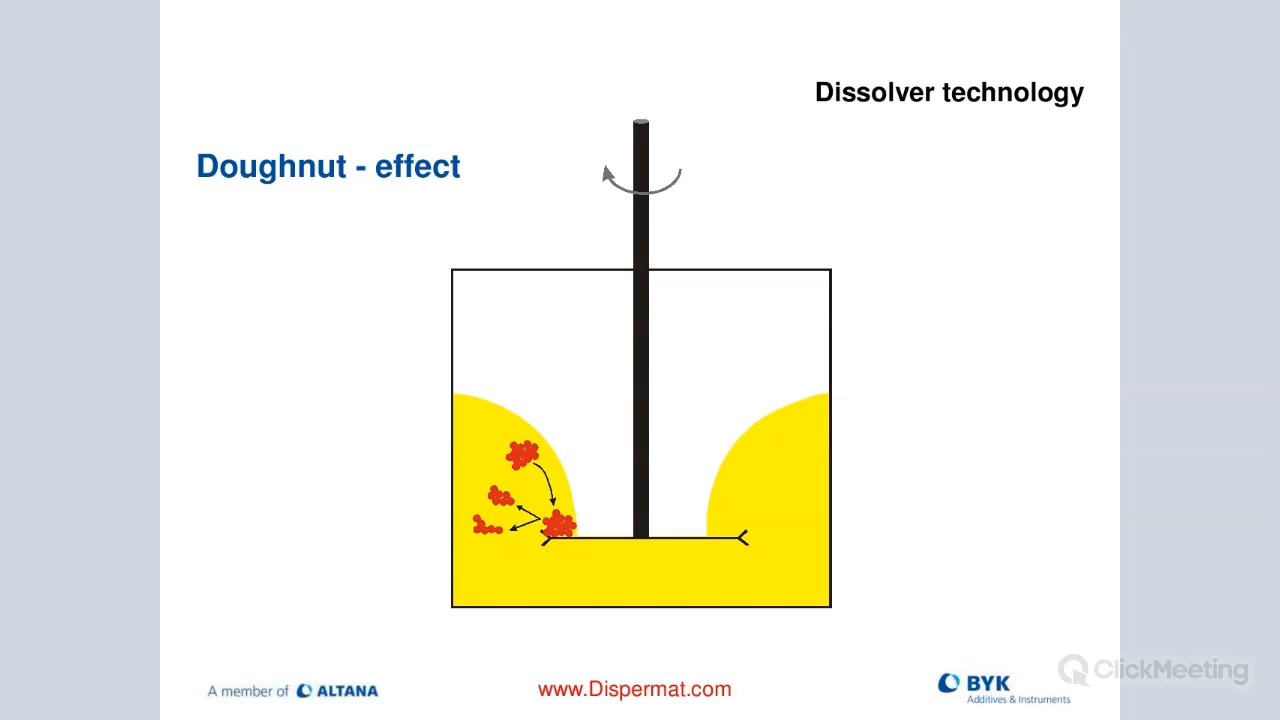 Dissolver technology
Doughnut - effect
A member of ALTANA
www.Dispermat.com
BYK
Additives & Instruments
ClickMeeting